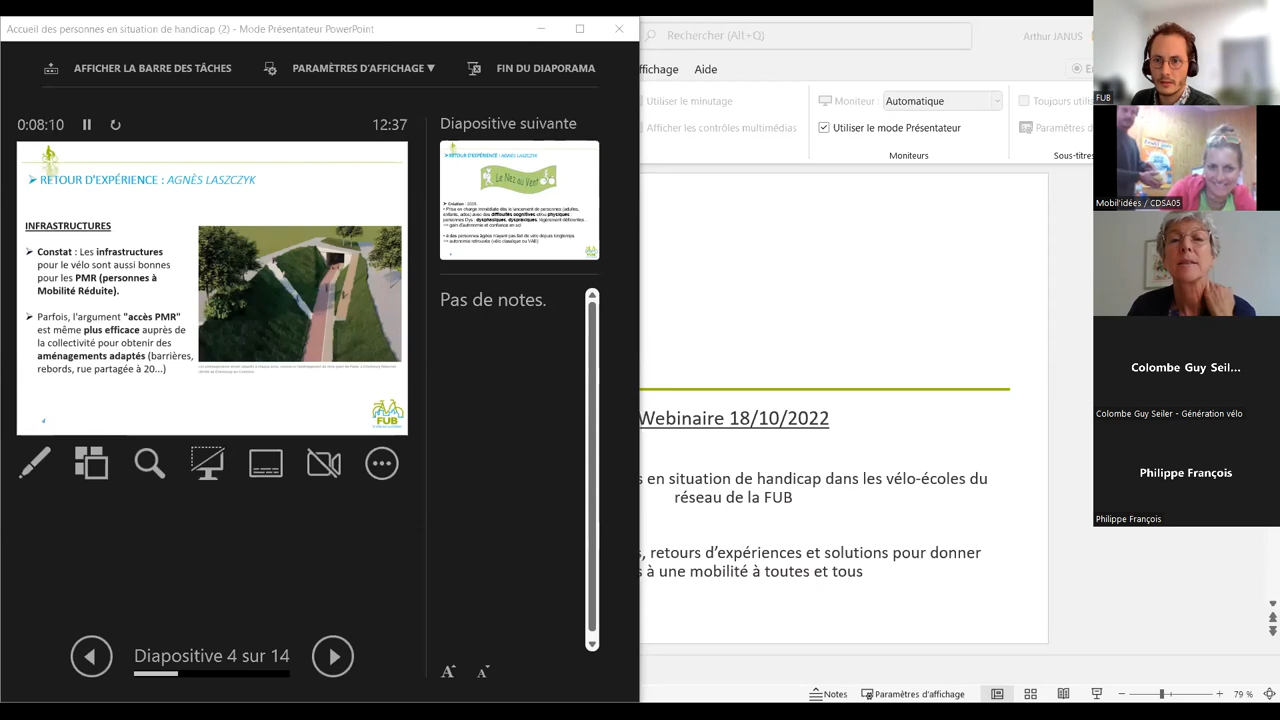 Accueil des personnes en situation de handicap (2) - Mode Présentateur PowerPoint
AFFICHER LA BARRE DES TÂCHES
PARAMÈTRES D'AFFICHAGE ▼
FIN DU DIAPORAMA
0:08:10
12:37
RETOUR D'EXPÉRIENCE : AGNÈS LASZCZYK
INFRASTRUCTURES
Constat : Les infrastructures
pour le vélo sont aussi bonnes
pour les PMR (personnes à
Mobilité Réduite).
Parfois, l'argument "accès PMR"
est même plus efficace auprès de
la collectivité pour obtenir des
aménagements adaptés (barrières,
rebords, rue partagée à 20...)
4
FUB
Diapositive suivante
RETOUR D'EXPÉRIENCE : AGNÈS LASZCZYK
Le Nez au Vent
Pas de notes.
Diapositive 4 sur 14
Rechercher (Alt+Q)
Arthur JANUS
ffichage
Aide
Utiliser le minutage
Afficher les contrôles multimédias
Moniteur :
Automatique
Utiliser le mode Présentateur
Moniteurs
Toujours utilis
Paramètres d
Sous-titres
Webinaire 18/10/2022
s en situation de handicap dans les vélo-écoles du
réseau de la FUB
s, retours d'expériences et solutions pour donner
s à une mobilité à toutes et tous
Notes
Paramètres d'affichage
79 %
FUB
Mobil'idées / CDSA05
Colombe Guy Seil...
Colombe Guy Seiler - Génération vélo
Philippe François
Philippe François